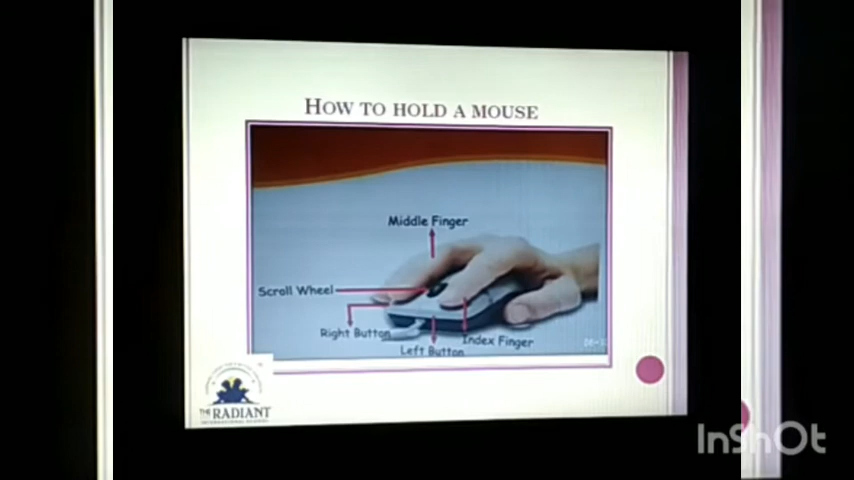 HOW TO HOLD A MOUSE
Middle Finger
Scroll Wheel
Right Button
Index Finger
Left Button
THE RADIANT
InShOt